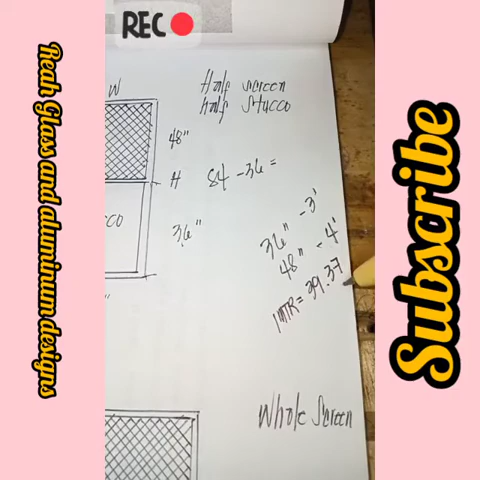 REC
Reah Glass and aluminum designs
Subscribe
W
Half screen
half stucco
48"
H
84 - 36 =
36"
36" - 3'
48" - 4'
1MTR = 39.37
Whole Screen